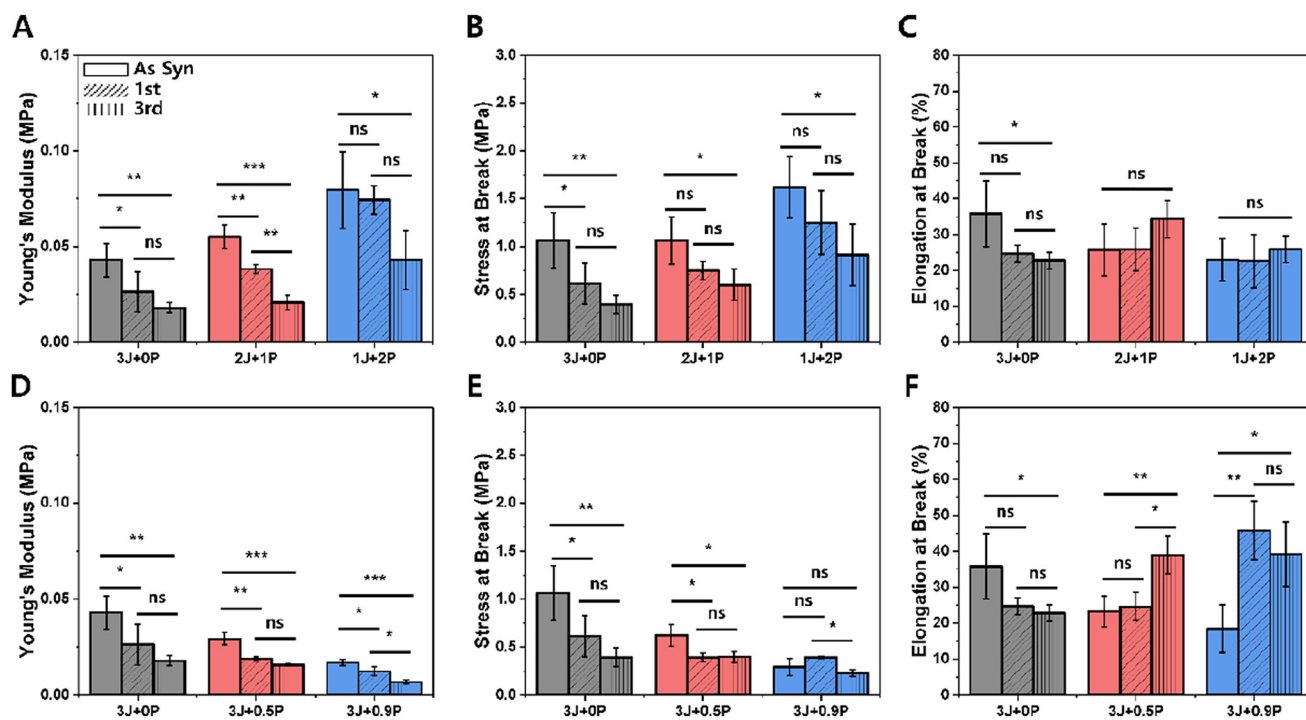 A
Young's Modulus (MPa)
0.15
0.10
0.05
0.00
As Syn
1st
3rd
**
*
ns
***
**
**
*
ns
ns
3J+0P
2J+1P
1J+2P
B
Stress at Break (MPa)
3.0
2.5
2.0
1.5
1.0
0.5
0.0
**
*
ns
*
ns
ns
*
ns
ns
3J+0P
2J+1P
1J+2P
C
Elongation at Break (%)
80
70
60
50
40
30
20
10
0
*
ns
ns
ns
ns
3J+0P
2J+1P
1J+2P
D
Young's Modulus (MPa)
0.15
0.10
0.05
0.00
**
*
ns
***
**
ns
***
*
*
3J+0P
3J+0.5P
3J+0.9P
E
Stress at Break (MPa)
3.0
2.5
2.0
1.5
1.0
0.5
0.0
**
*
ns
*
*
ns
ns
ns
*
3J+0P
3J+0.5P
3J+0.9P
F
Elongation at Break (%)
80
70
60
50
40
30
20
10
0
*
ns
ns
**
ns
*
*
**
ns
3J+0P
3J+0.5P
3J+0.9P